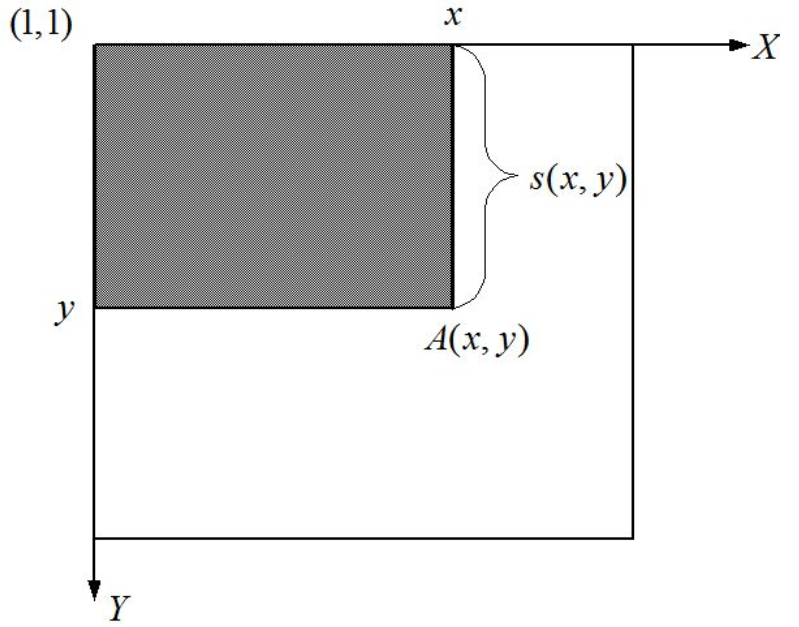 (1,1)
x
X
s(x, y)
y
A(x, y)
Y